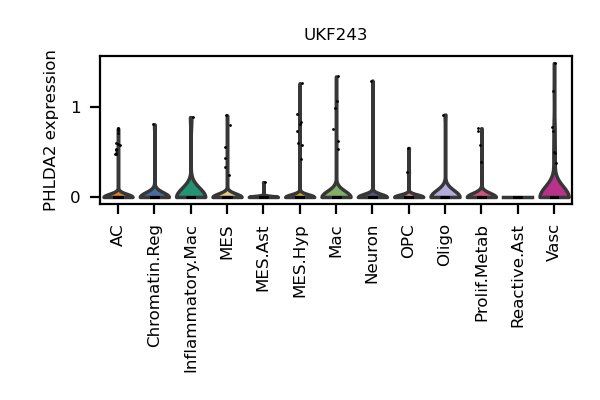 UKF243
PHLDA2 expression
1
0
AC
Chromatin.Reg
Inflammatory.Mac
MES
MES.Ast
MES.Hyp
Mac
Neuron
OPC
Oligo
Prolif.Metab
Reactive.Ast
Vasc